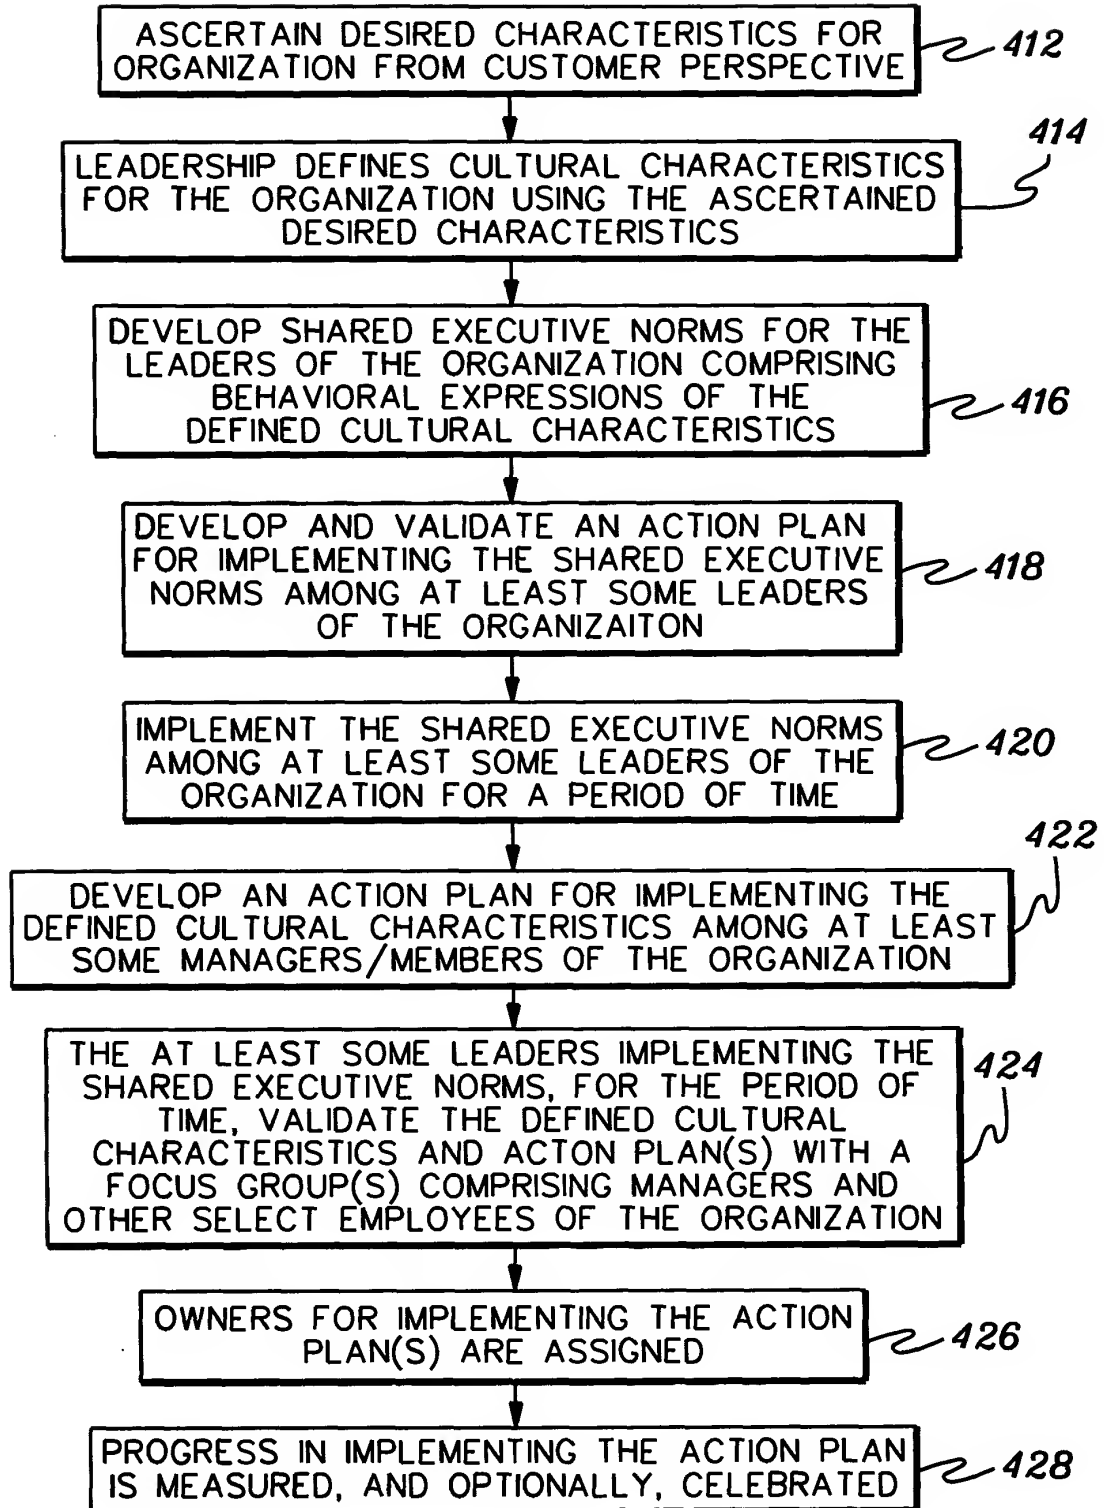 ASCERTAIN DESIRED CHARACTERISTICS FOR
ORGANIZATION FROM CUSTOMER PERSPECTIVE
412
LEADERSHIP DEFINES CULTURAL CHARACTERISTICS
FOR THE ORGANIZATION USING THE ASCERTAINED
DESIRED CHARACTERISTICS
414
DEVELOP SHARED EXECUTIVE NORMS FOR THE
LEADERS OF THE ORGANIZATION COMPRISING
BEHAVIORAL EXPRESSIONS OF THE
DEFINED CULTURAL CHARACTERISTICS
416
DEVELOP AND VALIDATE AN ACTION PLAN
FOR IMPLEMENTING THE SHARED EXECUTIVE
NORMS AMONG AT LEAST SOME LEADERS
OF THE ORGANIZAITON
418
IMPLEMENT THE SHARED EXECUTIVE NORMS
AMONG AT LEAST SOME LEADERS OF THE
ORGANIZATION FOR A PERIOD OF TIME
420
DEVELOP AN ACTION PLAN FOR IMPLEMENTING THE
DEFINED CULTURAL CHARACTERISTICS AMONG AT LEAST
SOME MANAGERS/MEMBERS OF THE ORGANIZATION
422
THE AT LEAST SOME LEADERS IMPLEMENTING THE
SHARED EXECUTIVE NORMS, FOR THE PERIOD OF
TIME, VALIDATE THE DEFINED CULTURAL
CHARACTERISTICS AND ACTON PLAN(S) WITH A
FOCUS GROUP(S) COMPRISING MANAGERS AND
OTHER SELECT EMPLOYEES OF THE ORGANIZATION
424
OWNERS FOR IMPLEMENTING THE ACTION
PLAN(S) ARE ASSIGNED
426
PROGRESS IN IMPLEMENTING THE ACTION PLAN
IS MEASURED, AND OPTIONALLY, CELEBRATED
428